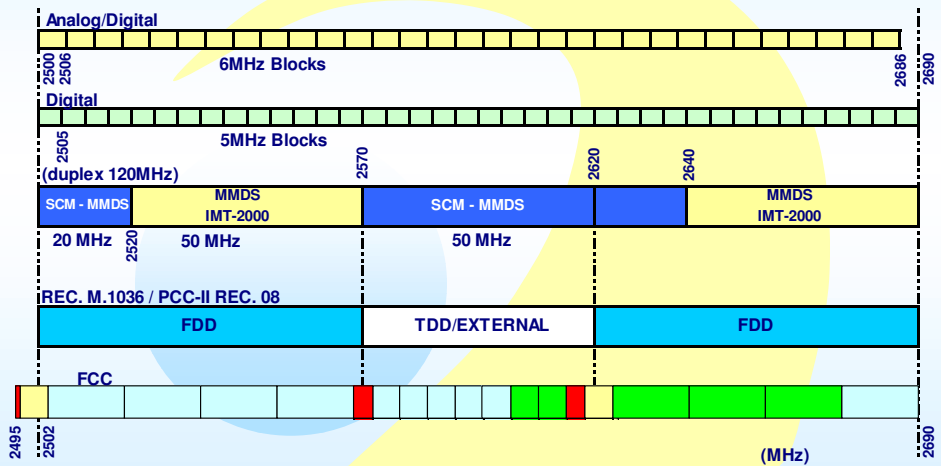 Analog/Digital
2500
2506
6MHz Blocks
2686
2690
Digital
2505
5MHz Blocks
2570
2620
2640
(duplex 120MHz)
SCM - MMDS
MMDS
IMT-2000
SCM - MMDS
MMDS
IMT-2000
20 MHz
2520
50 MHz
50 MHz
REC. M.1036 / PCC-II REC. 08
FDD
TDD/EXTERNAL
FDD
FCC
2495
2502
2690
(MHz)